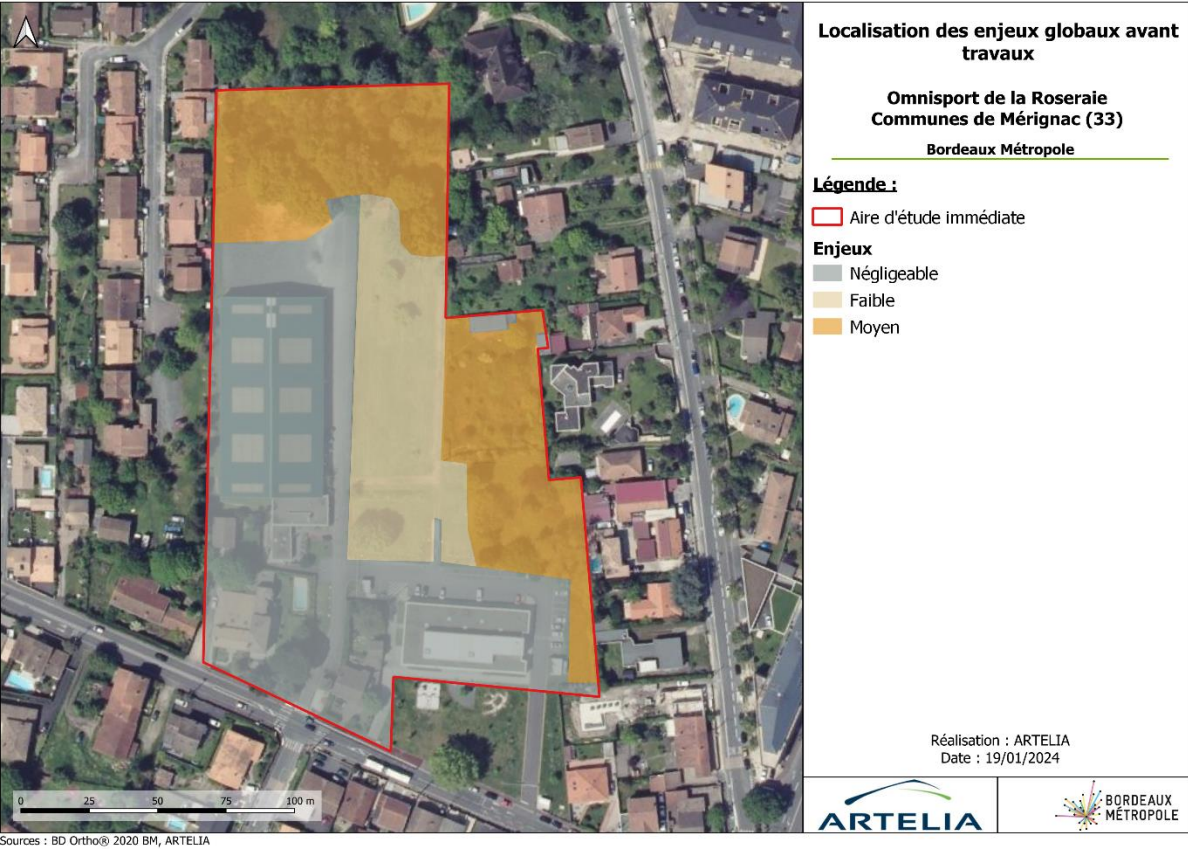 Localisation des enjeux globaux avant
travaux
Omnisport de la Roseraie
Communes de Mérignac (33)
Bordeaux Métropole
Légende :
Aire d'étude immédiate
Enjeux
Négligeable
Faible
Moyen
Réalisation : ARTELIA
Date : 19/01/2024
ARTELIA
BORDEAUX
MÉTROPOLE
0 25 50 75 100 m
Sources : BD Ortho® 2020 BM, ARTELIA